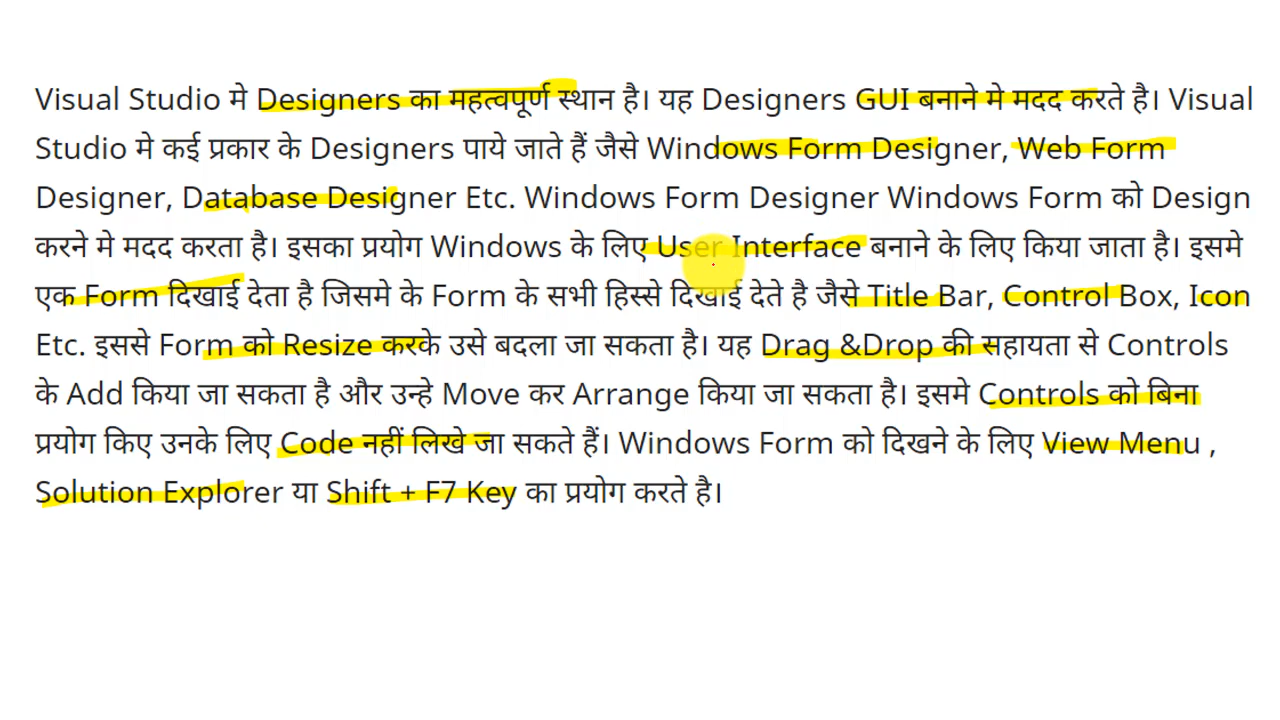 Visual Studio मे Designers का महत्वपूर्ण स्थान है। यह Designers GUI बनाने मे मदद करते है। Visual
Studio मे कई प्रकार के Designers पाये जाते हैं जैसे Windows Form Designer, Web Form
Designer, Database Designer Etc. Windows Form Designer Windows Form को Design
करने मे मदद करता है। इसका प्रयोग Windows के लिए User Interface बनाने के लिए किया जाता है। इसमे
एक Form दिखाई देता है जिसमे के Form के सभी हिस्से दिखाई देते है जैसे Title Bar, Control Box, Icon
Etc. इससे Form को Resize करके उसे बदला जा सकता है। यह Drag &Drop की सहायता से Controls
के Add किया जा सकता है और उन्हे Move कर Arrange किया जा सकता है। इसमे Controls को बिना
प्रयोग किए उनके लिए Code नहीं लिखे जा सकते हैं। Windows Form को दिखने के लिए View Menu ,
Solution Explorer या Shift + F7 Key का प्रयोग करते है।